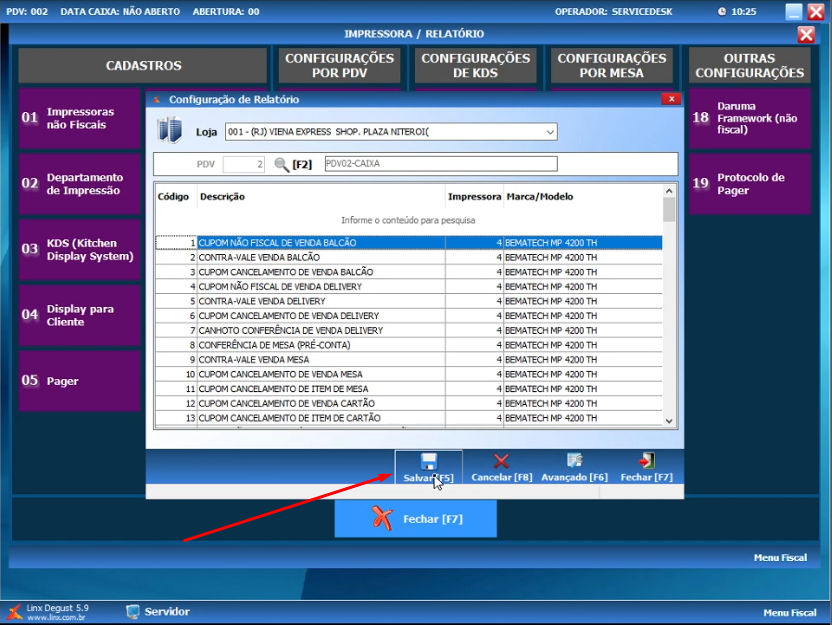 PDV: 002 DATA CAIXA: NÃO ABERTO ABERTURA: 00 OPERADOR: SERVICEDESK 10:25
IMPRESSORA / RELATÓRIO
CADASTROS
CONFIGURAÇÕES
POR PDV
CONFIGURAÇÕES
DE KDS
CONFIGURAÇÕES
POR MESA
OUTRAS
CONFIGURAÇÕES
01 Impressoras
não Fiscais
02 Departamento
de Impressão
03 KDS (Kitchen
Display System)
04 Display para
Cliente
05 Pager
Configuração de Relatório
Loja 001 - (RJ) VIENA EXPRESS SHOP. PLAZA NITEROI(
PDV 2 [F2] PDV02-CAIXA
Código Descrição Impressora Marca/Modelo
Informe o conteúdo para pesquisa
1 CUPOM NÃO FISCAL DE VENDA BALCÃO 4 BEMATECH MP 4200 TH
2 CONTRA-VALE VENDA BALCÃO 4 BEMATECH MP 4200 TH
3 CUPOM CANCELAMENTO DE VENDA BALCÃO 4 BEMATECH MP 4200 TH
4 CUPOM NÃO FISCAL DE VENDA DELIVERY 4 BEMATECH MP 4200 TH
5 CONTRA-VALE VENDA DELIVERY 4 BEMATECH MP 4200 TH
6 CUPOM CANCELAMENTO DE VENDA DELIVERY 4 BEMATECH MP 4200 TH
7 CANHOTO CONFERÊNCIA DE VENDA DELIVERY 4 BEMATECH MP 4200 TH
8 CONFERÊNCIA DE MESA (PRÉ-CONTA) 4 BEMATECH MP 4200 TH
9 CONTRA-VALE VENDA MESA 4 BEMATECH MP 4200 TH
10 CUPOM CANCELAMENTO DE VENDA MESA 4 BEMATECH MP 4200 TH
11 CUPOM CANCELAMENTO DE ITEM DE MESA 4 BEMATECH MP 4200 TH
12 CUPOM CANCELAMENTO DE VENDA CARTÃO 4 BEMATECH MP 4200 TH
13 CUPOM CANCELAMENTO DE ITEM DE CARTÃO 4 BEMATECH MP 4200 TH
Salvar [F5] Cancelar [F8] Avançado [F6] Fechar [F7]
18 Daruma
Framework (não
fiscal)
19 Protocolo de
Pager
Fechar [F7]
Menu Fiscal
Linx Degust 5.9
www.linx.com.br
Servidor
Menu Fiscal